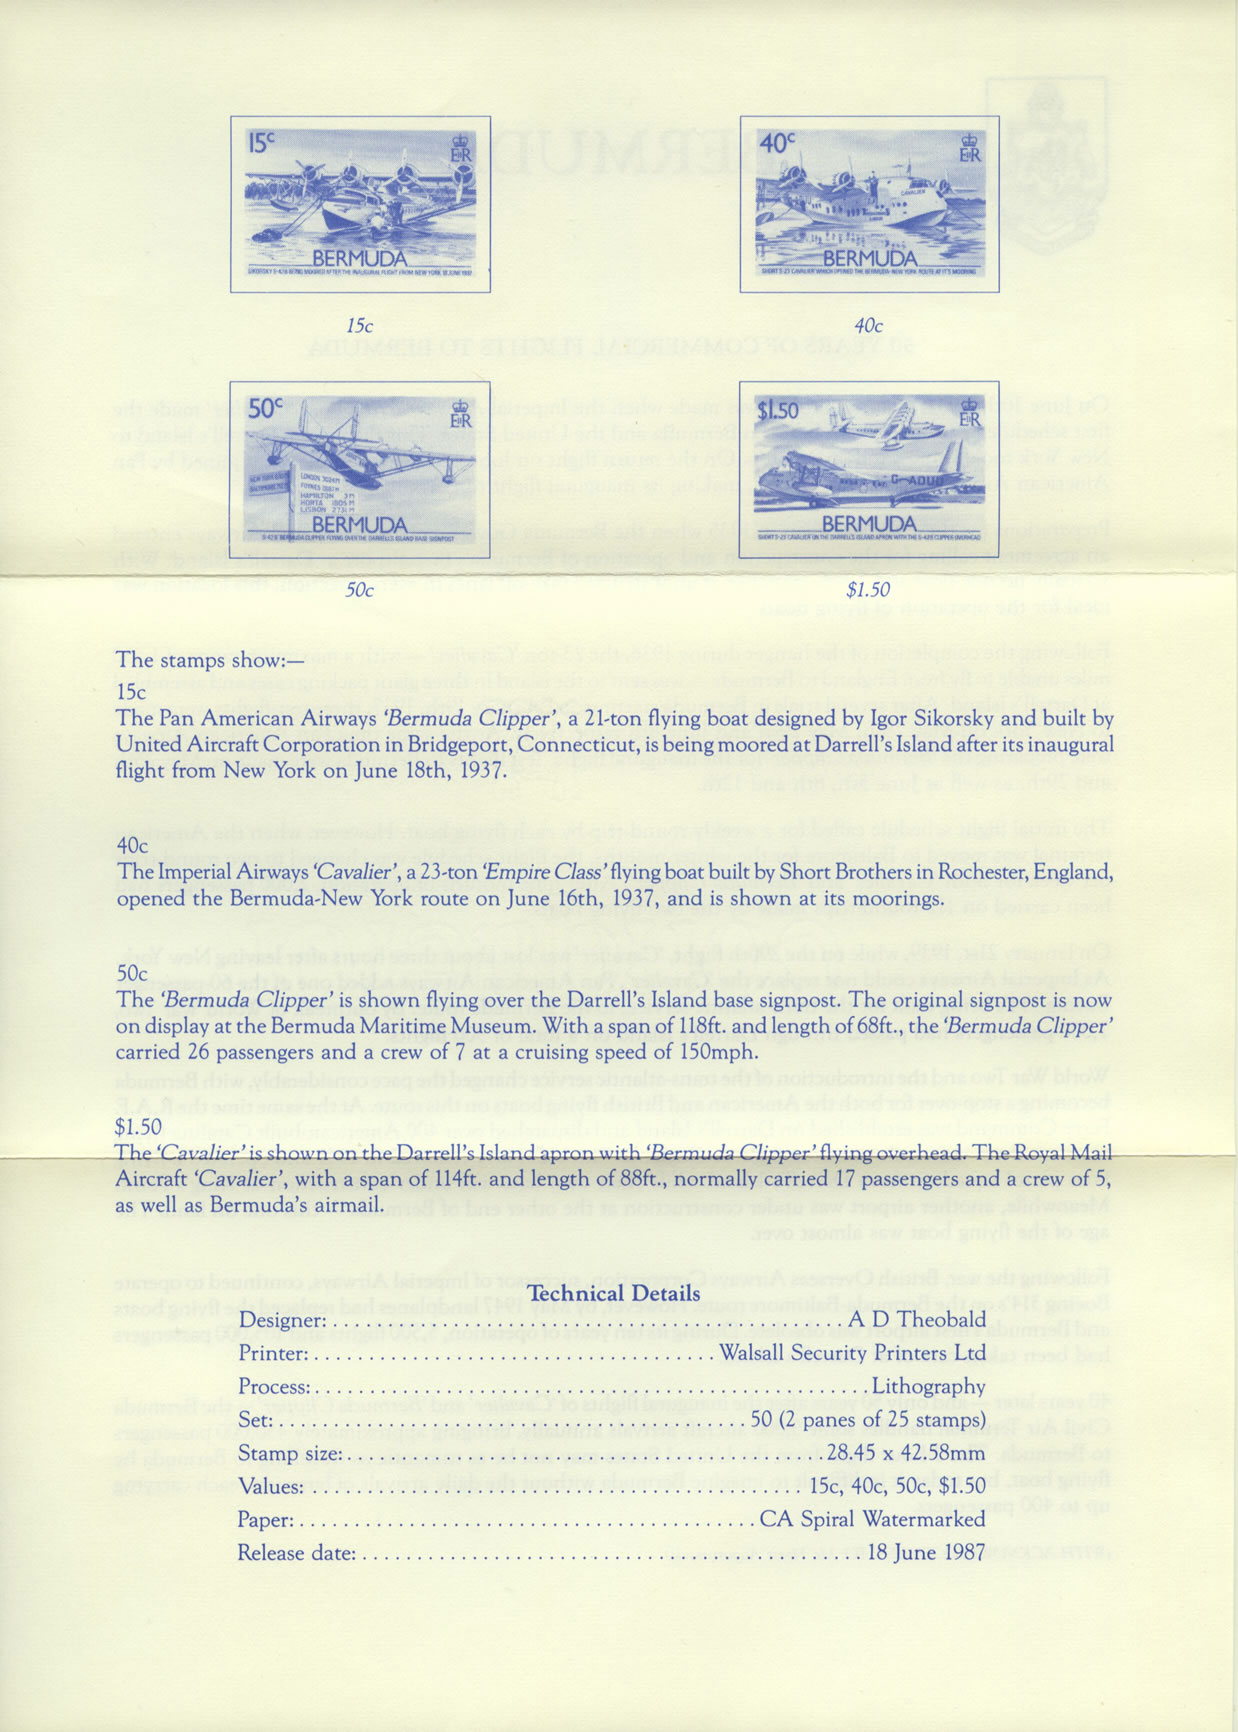 15c
E II R
BERMUDA
40c
E II R
CAVALIER
BERMUDA
15c
40c
50c
E II R
HAMILTON 3M
HORTA
LISBON
BERMUDA
$1.50
E II R
G-ADUU
BERMUDA
50c
$1.50
The stamps show:—
15c
The Pan American Airways ‘Bermuda Clipper’, a 21-ton flying boat designed by Igor Sikorsky and built by
United Aircraft Corporation in Bridgeport, Connecticut, is being moored at Darrell’s Island after its inaugural
flight from New York on June 18th, 1937.
40c
The Imperial Airways ‘Cavalier’, a 23-ton ‘Empire Class’ flying boat built by Short Brothers in Rochester, England,
opened the Bermuda-New York route on June 16th, 1937, and is shown at its moorings.
50c
The ‘Bermuda Clipper’ is shown flying over the Darrell’s Island base signpost. The original signpost is now
on display at the Bermuda Maritime Museum. With a span of 118ft. and length of 68ft., the ‘Bermuda Clipper’
carried 26 passengers and a crew of 7 at a cruising speed of 150mph.
$1.50
The ‘Cavalier’ is shown on the Darrell’s Island apron with ‘Bermuda Clipper’ flying overhead. The Royal Mail
Aircraft ‘Cavalier’, with a span of 114ft. and length of 88ft., normally carried 17 passengers and a crew of 5,
as well as Bermuda’s airmail.
Technical Details
Designer: . . . . . . . . . . . . . . . . . . . . A D Theobald
Printer: . . . . . . . . . . . . . . . . . . . . Walsall Security Printers Ltd
Process: . . . . . . . . . . . . . . . . . . . . Lithography
Set: . . . . . . . . . . . . . . . . . . . . 50 (2 panes of 25 stamps)
Stamp size: . . . . . . . . . . . . . . . . . . . . 28.45 x 42.58mm
Values: . . . . . . . . . . . . . . . . . . . . 15c, 40c, 50c, $1.50
Paper: . . . . . . . . . . . . . . . . . . . . CA Spiral Watermarked
Release date: . . . . . . . . . . . . . . . . . . . . 18 June 1987